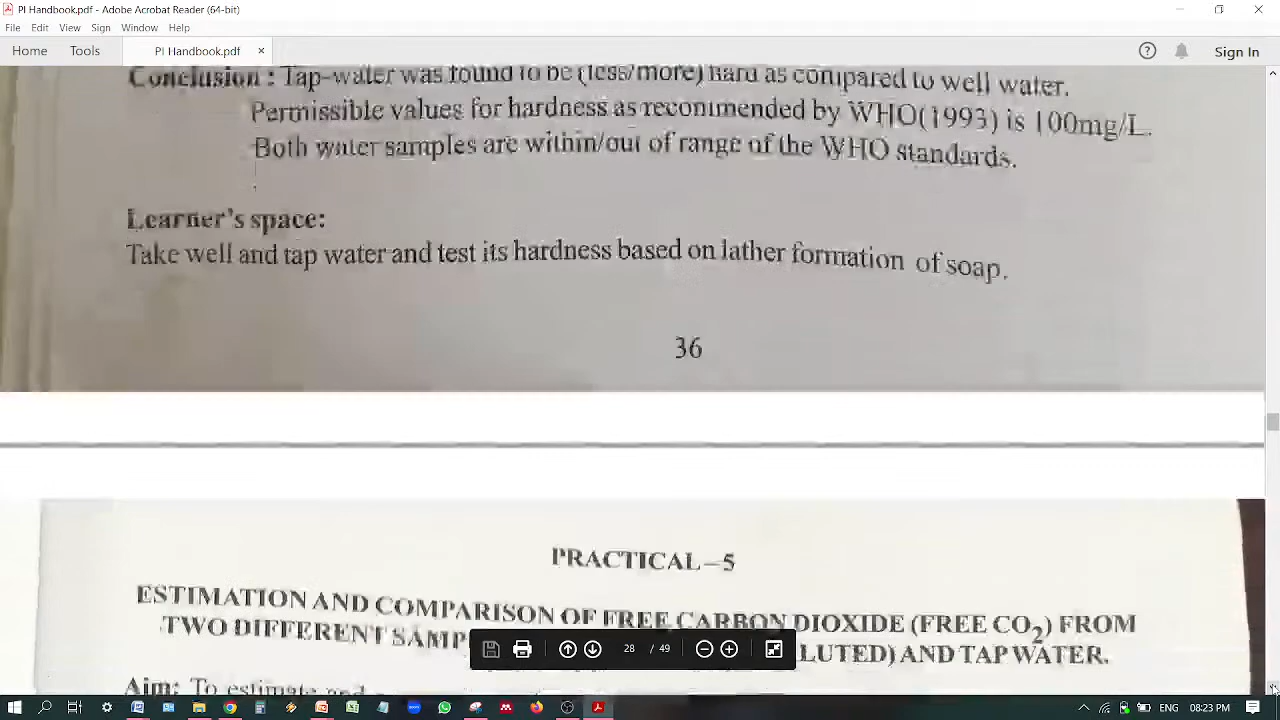 PI Handbook.pdf - Adobe Acrobat Reader (64-bit)
File Edit View Sign Window Help
Home Tools PI Handbook.pdf × Sign In
Conclusion : Tap-water was found to be (less/more) hard as compared to well water.
Permissible values for hardness as recommended by WHO(1993) is 100mg/L.
Both water samples are within/out of range of the WHO standards.
Learner's space:
Take well and tap water and test its hardness based on lather formation of soap.
36
PRACTICAL–5
ESTIMATION AND COMPARISON OF FREE CARBON DIOXIDE (FREE CO2) FROM
TWO DIFFERENT SAMP LUTED) AND TAP WATER.
28 / 49
Aim: To estimate and
ENG 08:23 PM